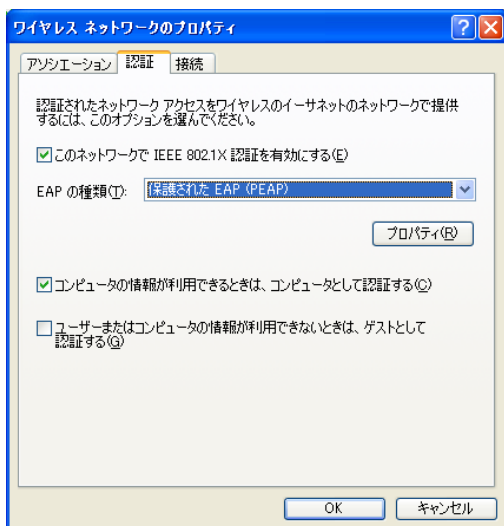 ワイヤレス ネットワークのプロパティ
アソシエーション 認証 接続
認証されたネットワーク アクセスをワイヤレスのイーサネットのネットワークで提供
するには、このオプションを選んでください。
このネットワークで IEEE 802.1X 認証を有効にする(E)
EAP の種類(T): 保護された EAP (PEAP)
プロパティ(R)
コンピュータの情報が利用できるときは、コンピュータとして認証する(C)
ユーザーまたはコンピュータの情報が利用できないときは、ゲストとして
認証する(G)
OK キャンセル